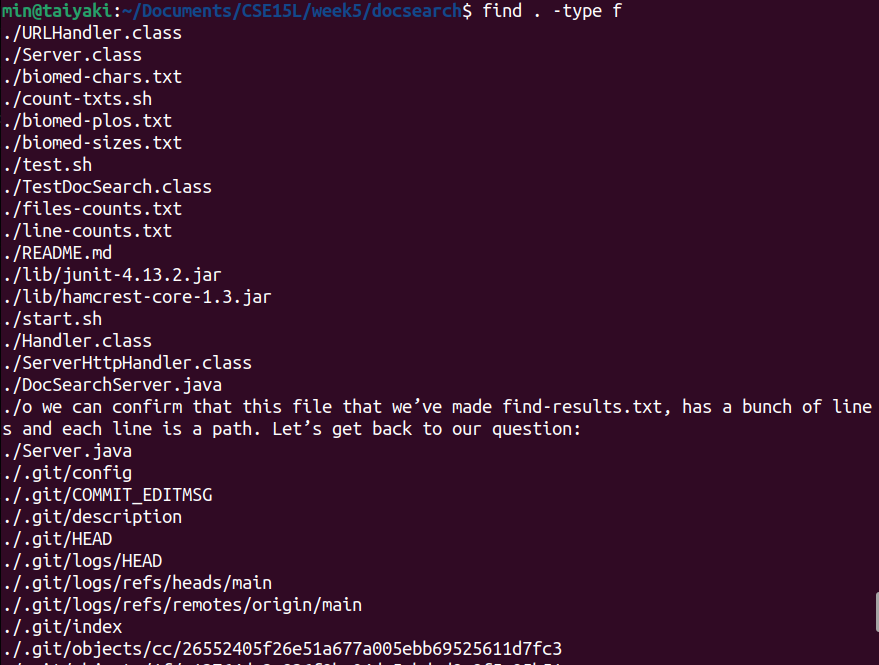 min@taiyaki:~/Documents/CSE15L/week5/docsearch$ find . -type f
./URLHandler.class
./Server.class
./biomed-chars.txt
./count-txts.sh
./biomed-plos.txt
./biomed-sizes.txt
./test.sh
./TestDocSearch.class
./files-counts.txt
./line-counts.txt
./README.md
./lib/junit-4.13.2.jar
./lib/hamcrest-core-1.3.jar
./start.sh
./Handler.class
./ServerHttpHandler.class
./DocSearchServer.java
./o we can confirm that this file that we’ve made find-results.txt, has a bunch of line
s and each line is a path. Let’s get back to our question:
./Server.java
./.git/config
./.git/COMMIT_EDITMSG
./.git/description
./.git/HEAD
./.git/logs/HEAD
./.git/logs/refs/heads/main
./.git/logs/refs/remotes/origin/main
./.git/index
./.git/objects/cc/26552405f26e51a677a005ebb69525611d7fc3